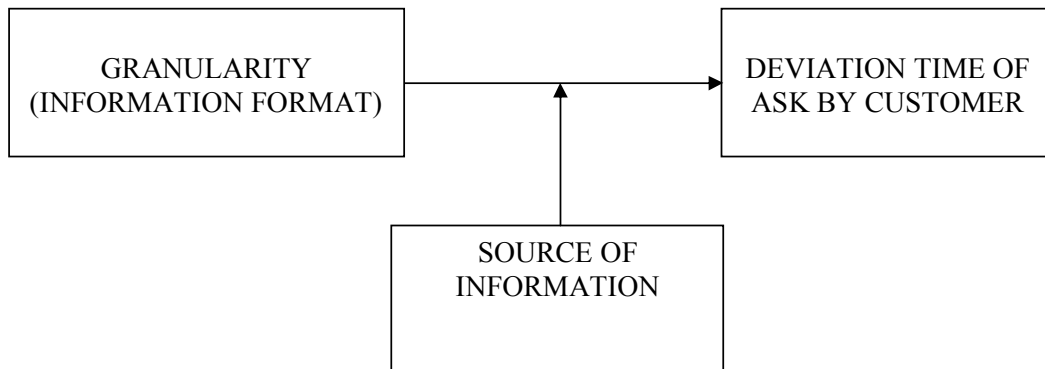 GRANULARITY
(INFORMATION FORMAT)
DEVIATION TIME OF
ASK BY CUSTOMER
SOURCE OF
INFORMATION